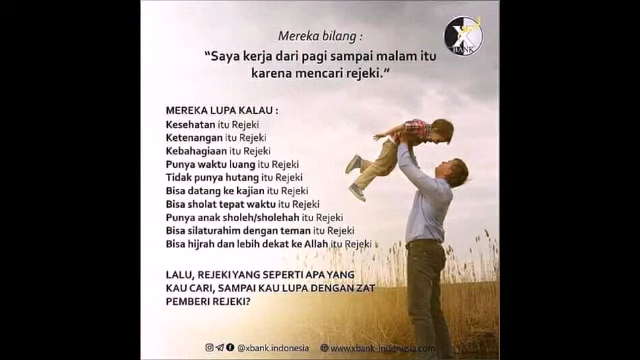 Mereka bilang :
"Saya kerja dari pagi sampai malam itu
karena mencari rejeki."
X
BANK
MEREKA LUPA KALAU :
Kesehatan itu Rejeki
Ketenangan itu Rejeki
Kebahagiaan itu Rejeki
Punya waktu luang itu Rejeki
Tidak punya hutang itu Rejeki
Bisa datang ke kajian itu Rejeki
Bisa sholat tepat waktu itu Rejeki
Punya anak sholeh/sholehah itu Rejeki
Bisa silaturahim dengan teman itu Rejeki
Bisa hijrah dan lebih dekat ke Allah itu Rejeki
LALU, REJEKI YANG SEPERTI APA YANG
KAU CARI, SAMPAI KAU LUPA DENGAN ZAT
PEMBERI REJEKI?
@xbank.indonesia www.xbank-indonesia.com